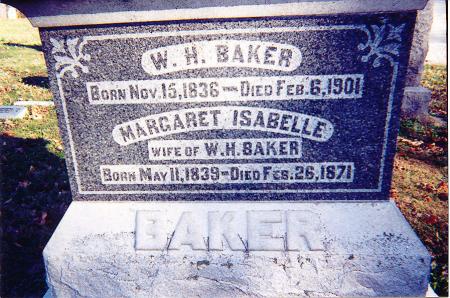 W. H. BAKER
BORN NOV. 15, 1836 — DIED FEB. 6, 1901
MARGARET ISABELLE
WIFE OF W.H. BAKER
BORN MAY 11, 1839 — DIED FEB. 26, 1871
BAKER